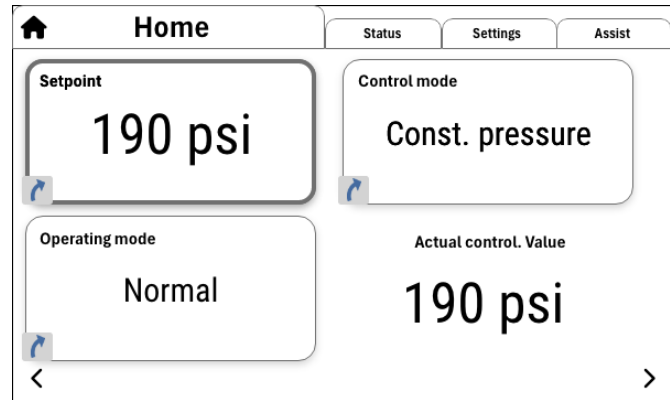 Home
Status
Settings
Assist
Setpoint
190 psi
Control mode
Const. pressure
Operating mode
Normal
Actual control. Value
190 psi